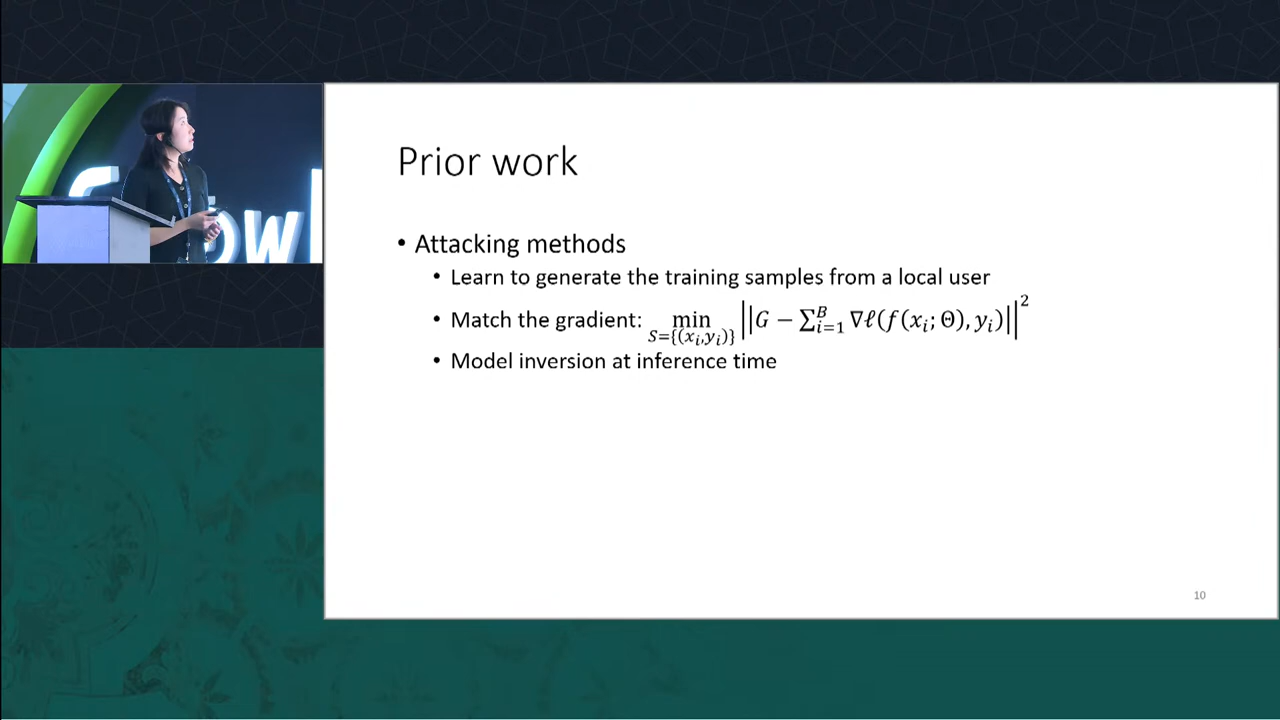 Prior work
• Attacking methods
• Learn to generate the training samples from a local user
• Match the gradient: min_{S={(x_i,y_i)}} ||G − ∑_{i=1}^{B} ∇ℓ(f(x_i; Θ), y_i)||^2
• Model inversion at inference time
10